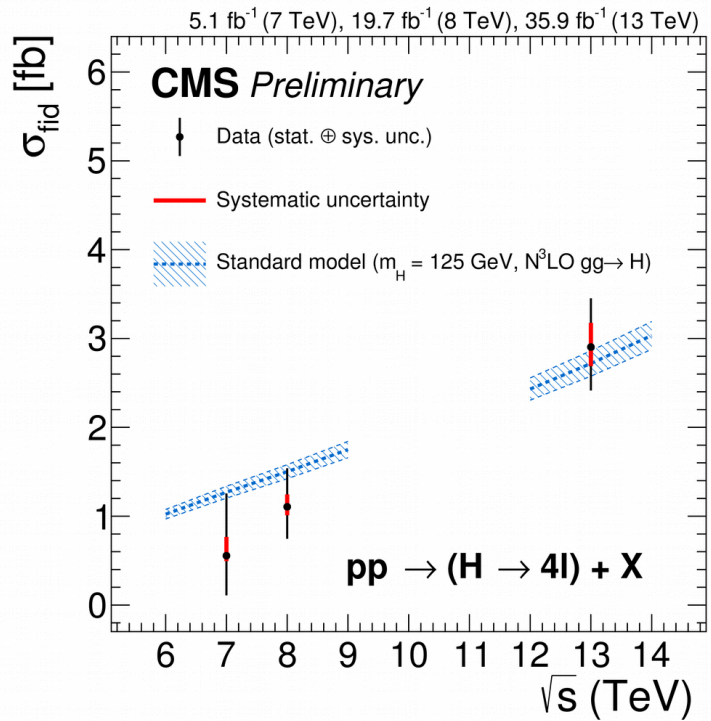 5.1 fb⁻¹ (7 TeV), 19.7 fb⁻¹ (8 TeV), 35.9 fb⁻¹ (13 TeV)
σ_fid [fb]
CMS Preliminary
Data (stat. ⊕ sys. unc.)
Systematic uncertainty
Standard model (m_H = 125 GeV, N³LO gg→ H)
pp → (H → 4l) + X
6
5
4
3
2
1
0
6 7 8 9 10 11 12 13 14
√s (TeV)